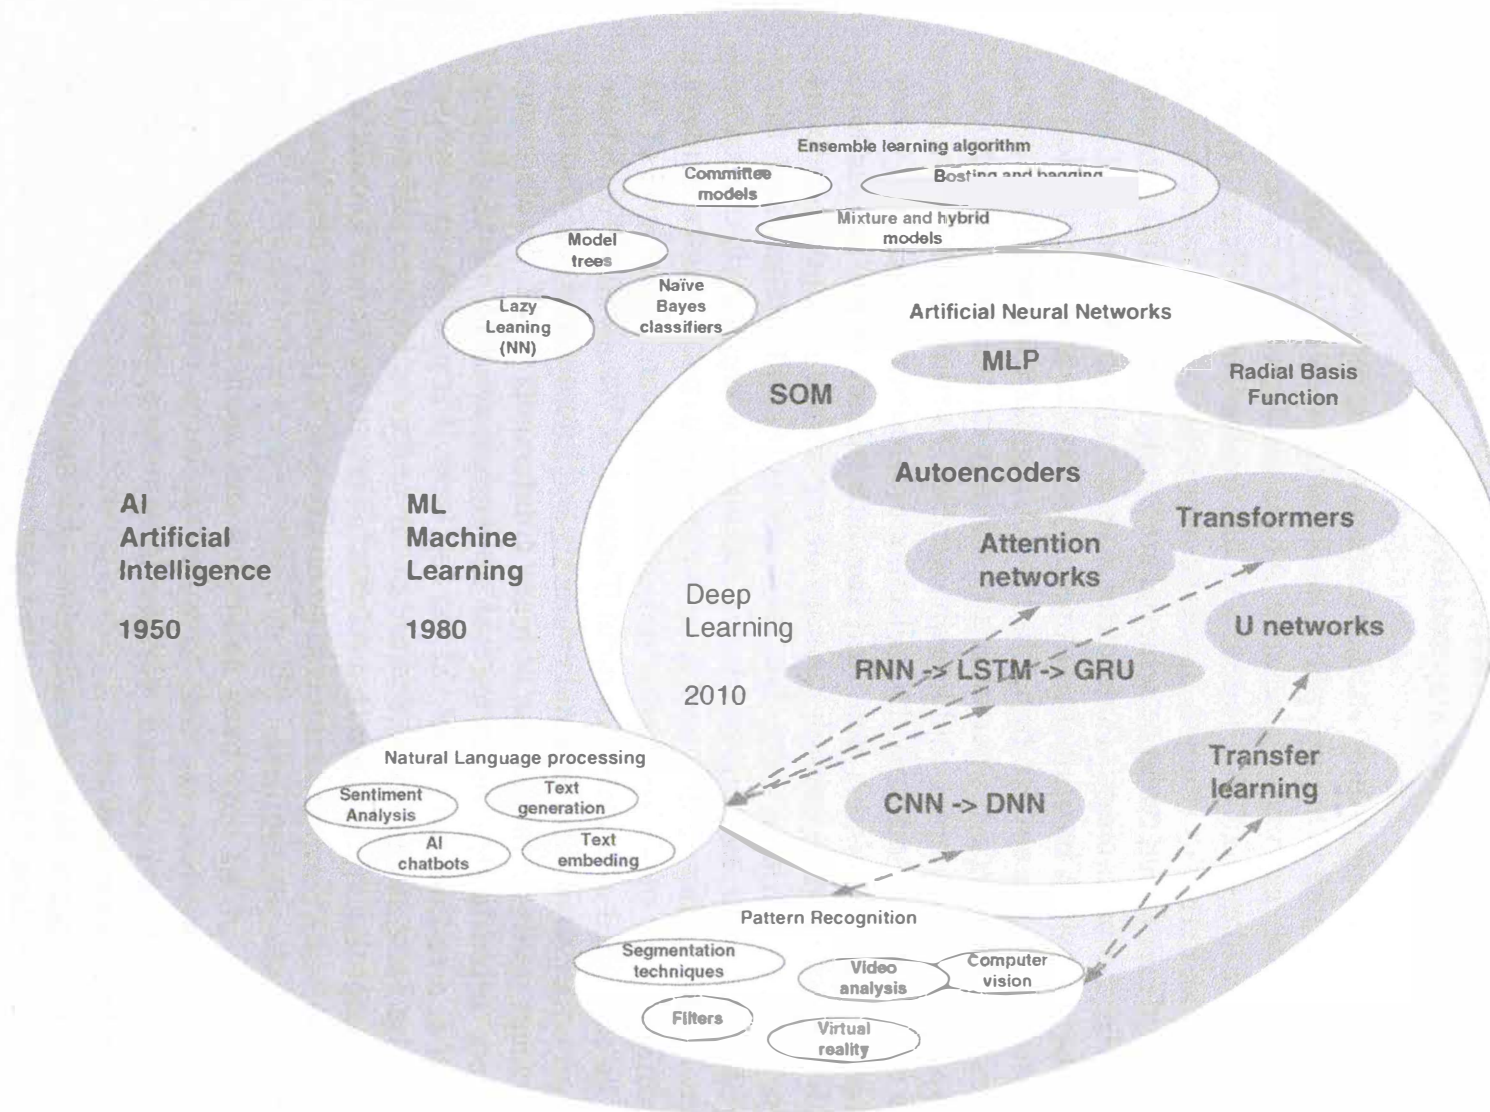 Ensemble learning algorithm
Committee
models
Bosting and bagging
Mixture and hybrid
models
Model
trees
Naïve
Bayes
classifiers
Lazy
Leaning
(NN)
Artificial Neural Networks
SOM
MLP
Radial Basis
Function
Autoencoders
Transformers
Attention
networks
U networks
RNN -> LSTM -> GRU
Transfer
learning
CNN -> DNN
Deep
Learning
2010
AI
Artificial
Intelligence
1950
ML
Machine
Learning
1980
Natural Language processing
Sentiment
Analysis
Text
generation
AI
chatbots
Text
embeding
Pattern Recognition
Segmentation
techniques
Video
analysis
Computer
vision
Filters
Virtual
reality